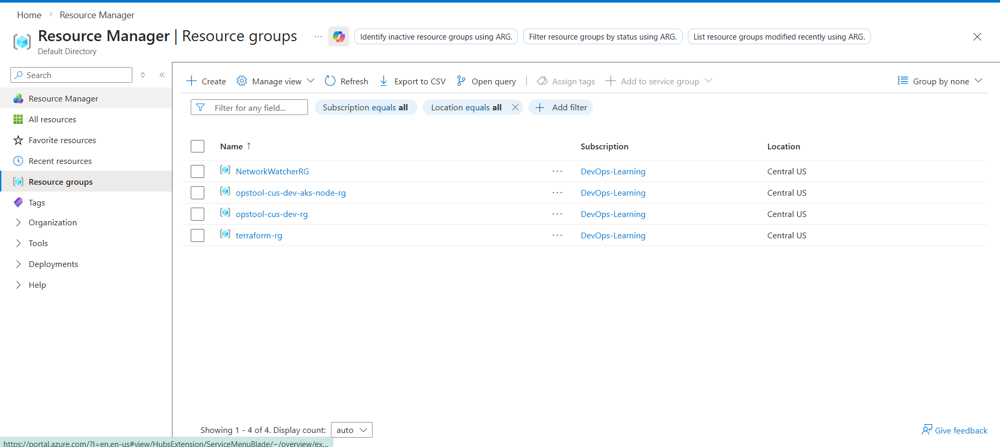 Home > Resource Manager
Resource Manager | Resource groups ...
Identify inactive resource groups using ARG. Filter resource groups by status using ARG. List resource groups modified recently using ARG.
Default Directory
Search
Resource Manager
All resources
Favorite resources
Recent resources
Resource groups
Tags
Organization
Tools
Deployments
Help
Create Manage view Refresh Export to CSV Open query | Assign tags Add to service group Group by none
Filter for any field... Subscription equals all Location equals all Add filter
Name ↑ Subscription Location
NetworkWatcherRG ... DevOps-Learning Central US
opstool-cus-dev-aks-node-rg ... DevOps-Learning Central US
opstool-cus-dev-rg ... DevOps-Learning Central US
terraform-rg ... DevOps-Learning Central US
Showing 1 - 4 of 4. Display count: auto
Give feedback
https://portal.azure.com/?l=en.en-us#view/HubsExtension/ServiceMenuBlade/~/overview/ex...